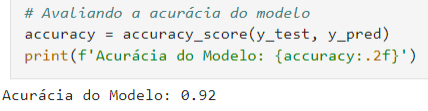 # Avaliando a acurácia do modelo
accuracy = accuracy_score(y_test, y_pred)
print(f'Acurácia do Modelo: {accuracy:.2f}')
Acurácia do Modelo: 0.92